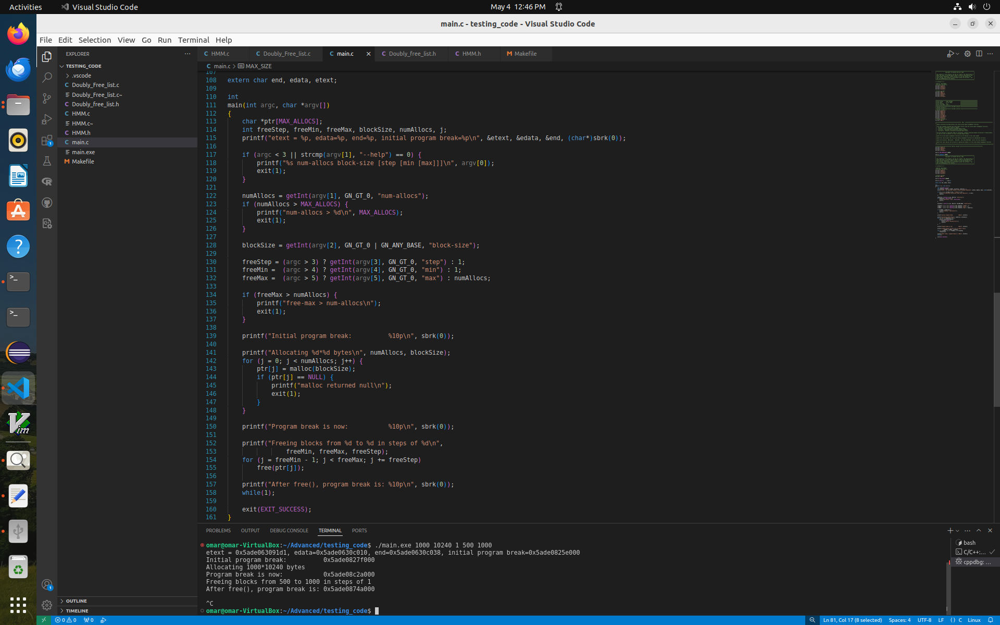 Activities
Visual Studio Code
May 4 12:46 PM
main.c - testing_code - Visual Studio Code
File Edit Selection View Go Run Terminal Help
EXPLORER
TESTING_CODE
.vscode
C Doubly_Free_list.c
Doubly_Free_list.c~
C Doubly_free_list.h
C HMM.c
HMM.c~
C HMM.h
C main.c
main.exe
M Makefile
OUTLINE
TIMELINE
C HMM.c
C Doubly_Free_list.c
C main.c
C Doubly_free_list.h
C HMM.h
M Makefile
C main.c > MAX_SIZE
107
108 extern char end, edata, etext;
109
110 int
111 main(int argc, char *argv[])
112 {
113 char *ptr[MAX_ALLOCS];
114 int freeStep, freeMin, freeMax, blockSize, numAllocs, j;
115 printf("etext = %p, edata=%p, end=%p, initial program break=%p\n", &etext, &edata, &end, (char*)sbrk(0));
116
117 if (argc < 3 || strcmp(argv[1], "--help") == 0) {
118 printf("%s num-allocs block-size [step [min [max]]]\n", argv[0]);
119 exit(1);
120 }
121
122 numAllocs = getInt(argv[1], GN_GT_0, "num-allocs");
123 if (numAllocs > MAX_ALLOCS) {
124 printf("num-allocs > %d\n", MAX_ALLOCS);
125 exit(1);
126 }
127
128 blockSize = getInt(argv[2], GN_GT_0 | GN_ANY_BASE, "block-size");
129
130 freeStep = (argc > 3) ? getInt(argv[3], GN_GT_0, "step") : 1;
131 freeMin =  (argc > 4) ? getInt(argv[4], GN_GT_0, "min") : 1;
132 freeMax =  (argc > 5) ? getInt(argv[5], GN_GT_0, "max") : numAllocs;
133
134 if (freeMax > numAllocs) {
135 printf("free-max > num-allocs\n");
136 exit(1);
137 }
138
139 printf("Initial program break:          %10p\n", sbrk(0));
140
141 printf("Allocating %d*%d bytes\n", numAllocs, blockSize);
142 for (j = 0; j < numAllocs; j++) {
143 ptr[j] = malloc(blockSize);
144 if (ptr[j] == NULL) {
145 printf("malloc returned null\n");
146 exit(1);
147 }
148 }
149
150 printf("Program break is now:           %10p\n", sbrk(0));
151
152 printf("Freeing blocks from %d to %d in steps of %d\n",
153 freeMin, freeMax, freeStep);
154 for (j = freeMin - 1; j < freeMax; j += freeStep)
155 free(ptr[j]);
156
157 printf("After free(), program break is: %10p\n", sbrk(0));
158 while(1);
159
160 exit(EXIT_SUCCESS);
161 }
PROBLEMS OUTPUT DEBUG CONSOLE TERMINAL PORTS
omar@omar-VirtualBox:~/Advanced/testing_code$ ./main.exe 1000 10240 1 500 1000
etext = 0x5ade063091d1, edata=0x5ade0630c010, end=0x5ade0630c038, initial program break=0x5ade0825e000
Initial program break:          0x5ade0827f000
Allocating 1000*10240 bytes
Program break is now:           0x5ade08c2a000
Freeing blocks from 500 to 1000 in steps of 1
After free(), program break is: 0x5ade0874a000
^C
omar@omar-VirtualBox:~/Advanced/testing_code$
bash
C/C++:...
cppdbg: ...
0 0 0
Ln 81, Col 17 (8 selected) Spaces: 4 UTF-8 LF {} C Linux